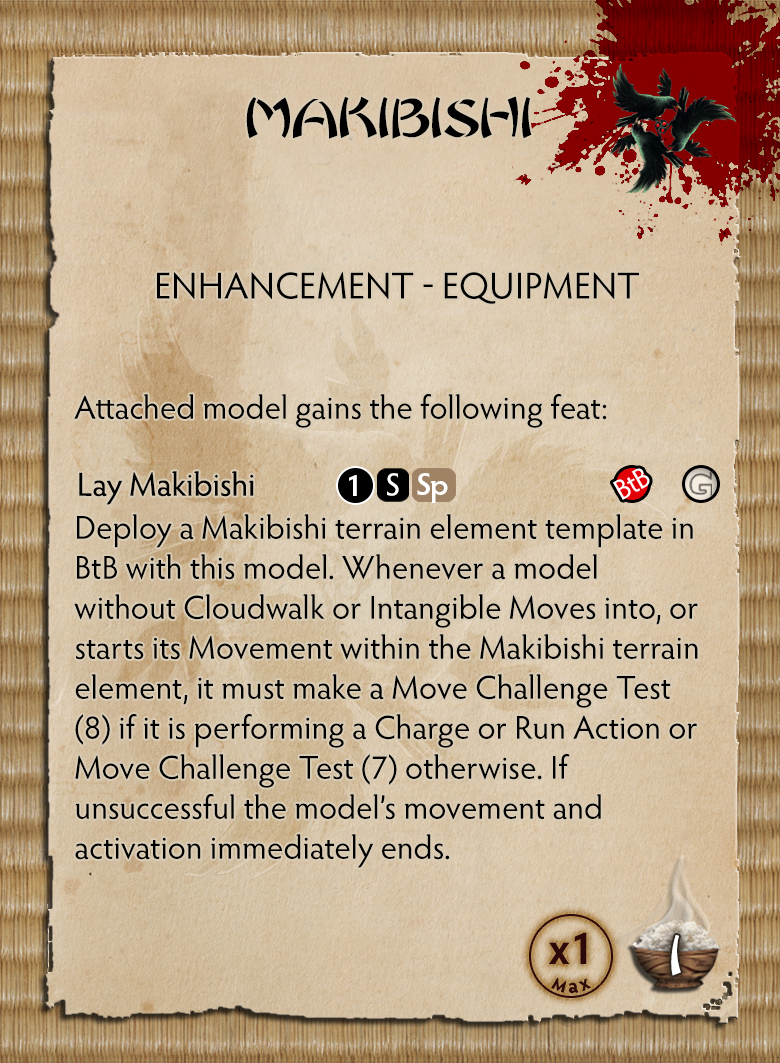 MAKIBISHI
ENHANCEMENT - EQUIPMENT
Attached model gains the following feat:
Lay Makibishi 1 S Sp BtB G
Deploy a Makibishi terrain element template in
BtB with this model. Whenever a model
without Cloudwalk or Intangible Moves into, or
starts its Movement within the Makibishi terrain
element, it must make a Move Challenge Test
(8) if it is performing a Charge or Run Action or
Move Challenge Test (7) otherwise. If
unsuccessful the model's movement and
activation immediately ends.
x1
Max
1